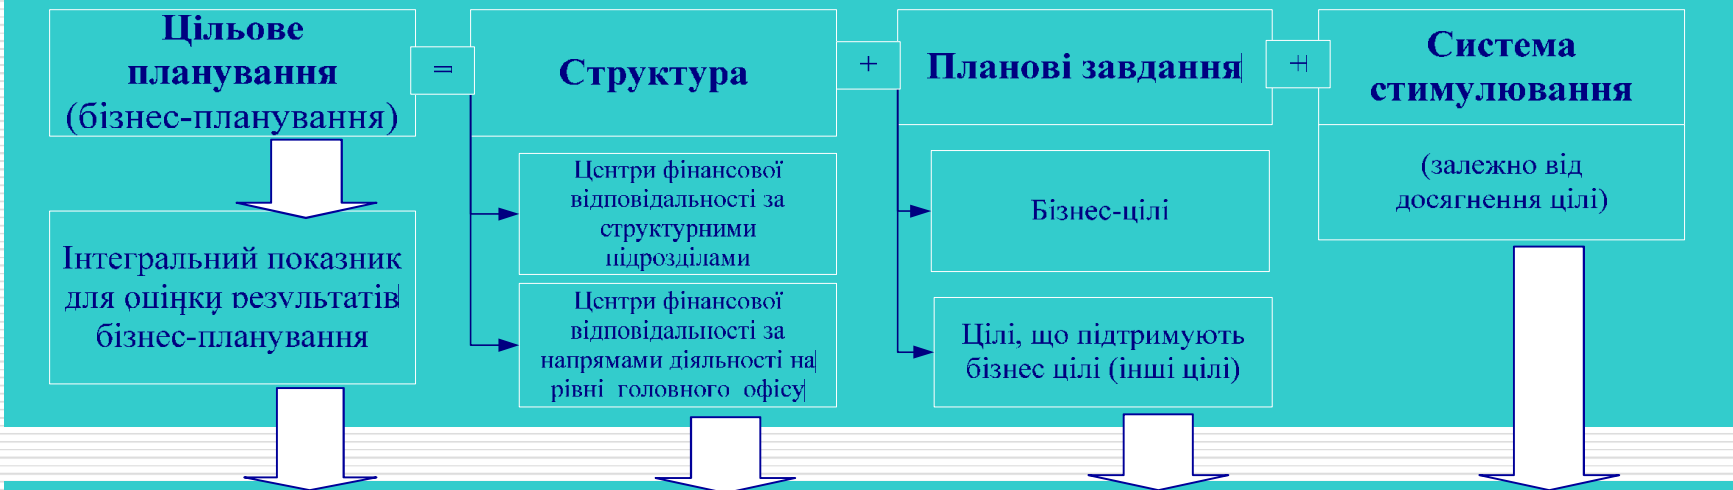 Цільове
планування
(бізнес-планування)
=
Структура
+
Планові завдання
+
Система
стимулювання
Центри фінансової
відповідальності за
структурними
підрозділами
Бізнес-цілі
(залежно від
досягнення цілі)
Інтегральний показник
для оцінки результатів
бізнес-планування
Центри фінансової
відповідальності за
напрямами діяльності на
рівні головного офісу
Цілі, що підтримують
бізнес цілі (інші цілі)